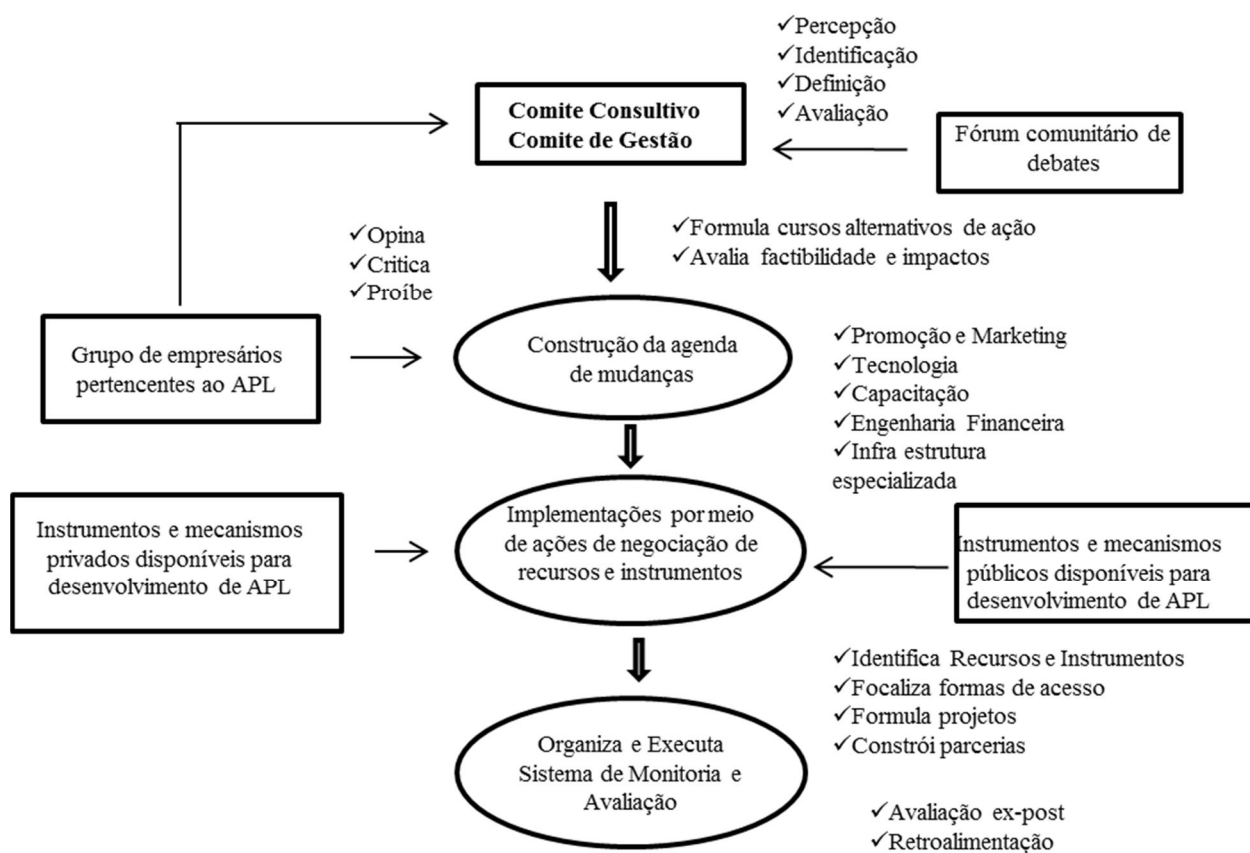 ✓Percepção
✓Identificação
✓Definição
✓Avaliação
Comite Consultivo
Comite de Gestão
Fórum comunitário de
debates
✓Formula cursos alternativos de ação
✓Avalia factibilidade e impactos
✓Opina
✓Critica
✓Proíbe
Grupo de empresários
pertencentes ao APL
Construção da agenda
de mudanças
✓Promoção e Marketing
✓Tecnologia
✓Capacitação
✓Engenharia Financeira
✓Infra estrutura
especializada
Instrumentos e mecanismos
privados disponíveis para
desenvolvimento de APL
Implementações por meio
de ações de negociação de
recursos e instrumentos
Instrumentos e mecanismos
públicos disponíveis para
desenvolvimento de APL
✓Identifica Recursos e Instrumentos
✓Focaliza formas de acesso
✓Formula projetos
✓Constrói parcerias
Organiza e Executa
Sistema de Monitoria e
Avaliação
✓Avaliação ex-post
✓Retroalimentação